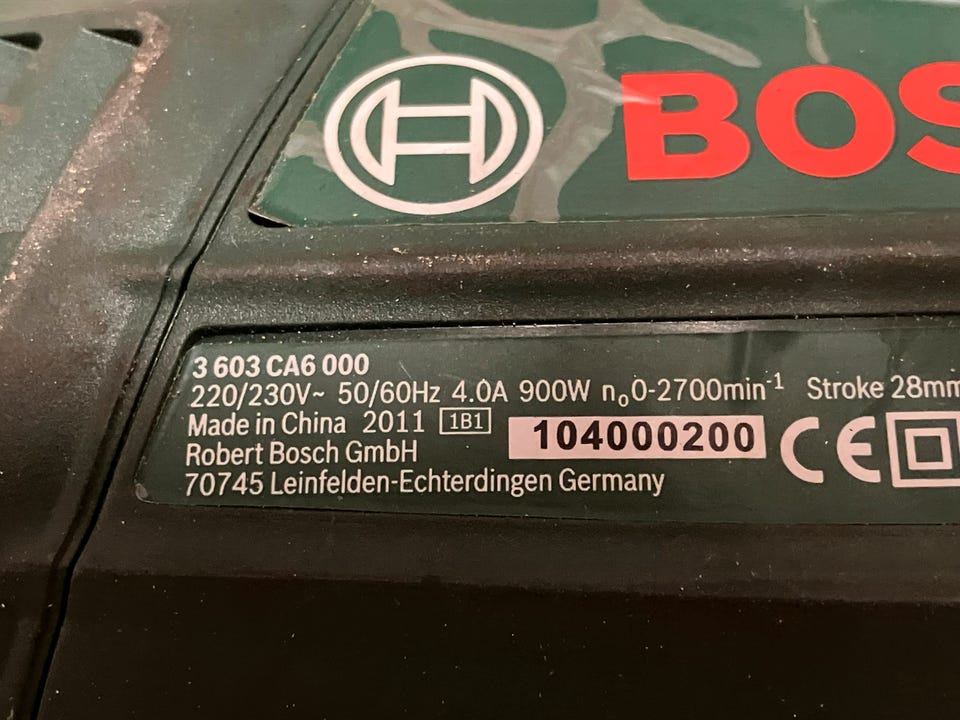 BOS
3 603 CA6 000
220/230V~ 50/60Hz 4.0A 900W n₀0-2700min⁻¹ Stroke 28mm
Made in China 2011 1B1
104000200 CE
Robert Bosch GmbH
70745 Leinfelden-Echterdingen Germany